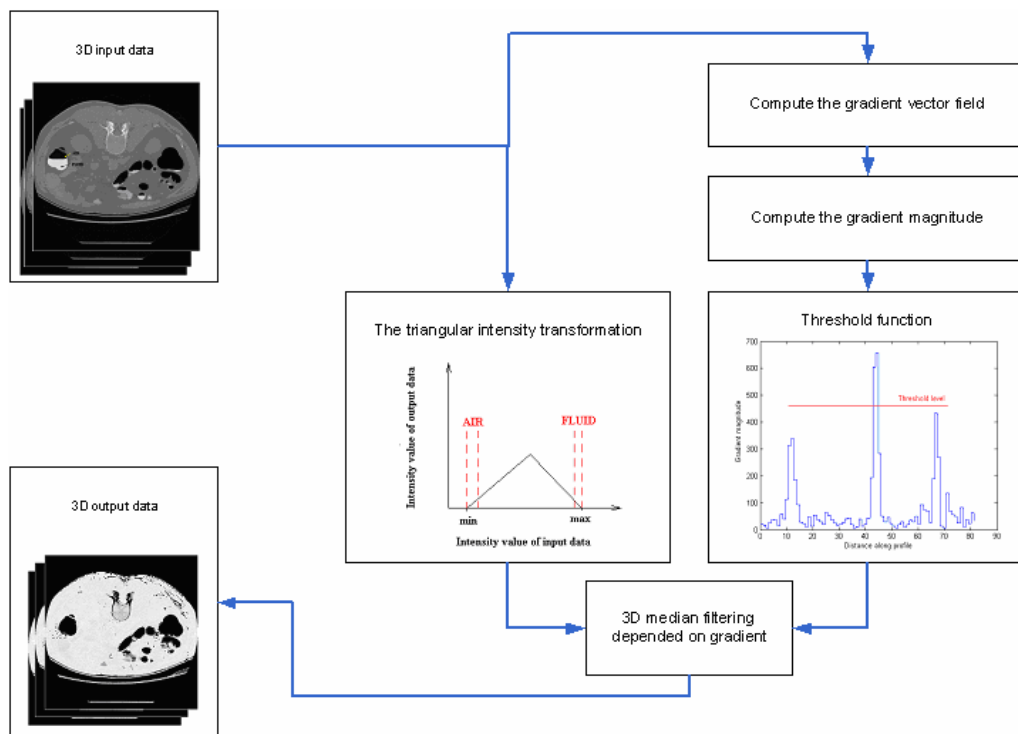 3D input data
Compute the gradient vector field
Compute the gradient magnitude
The triangular intensity transformation
Intensity value of output data
AIR
FLUID
min
max
Intensity value of input data
Threshold function
700
600
500
400
300
200
100
0
Threshold level
Gradient magnitude
0
10
20
30
40
50
60
70
80
90
Distance along profile
3D output data
3D median filtering
depended on gradient